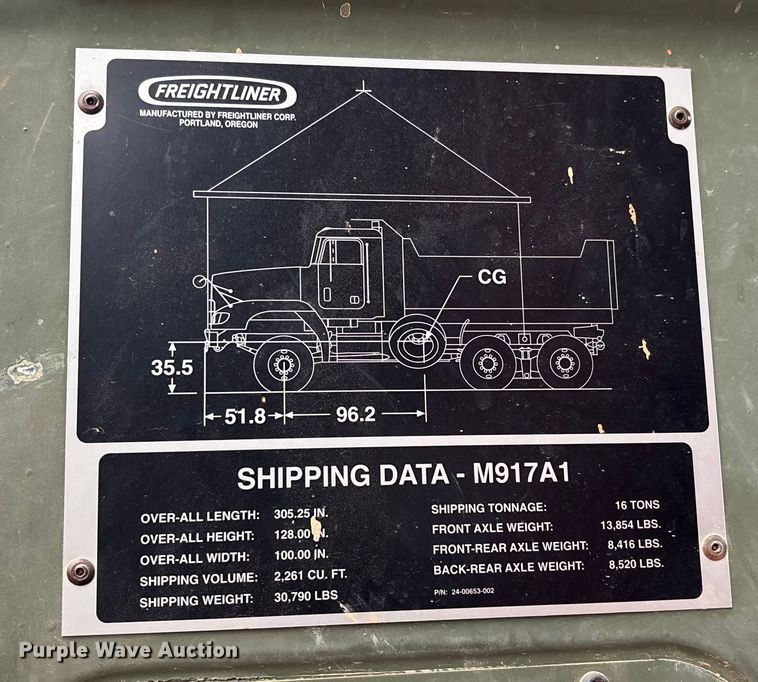 FREIGHTLINER
MANUFACTURED BY FREIGHTLINER CORP.
PORTLAND, OREGON
CG
35.5
51.8
96.2
SHIPPING DATA - M917A1
OVER-ALL LENGTH: 305.25 IN.
OVER-ALL HEIGHT: 128.00 IN.
OVER-ALL WIDTH: 100.00 IN.
SHIPPING VOLUME: 2,261 CU. FT.
SHIPPING WEIGHT: 30,790 LBS
SHIPPING TONNAGE: 16 TONS
FRONT AXLE WEIGHT: 13,854 LBS.
FRONT-REAR AXLE WEIGHT: 8,416 LBS.
BACK-REAR AXLE WEIGHT: 8,520 LBS.
P/N: 24-00653-002
Purple Wave Auction